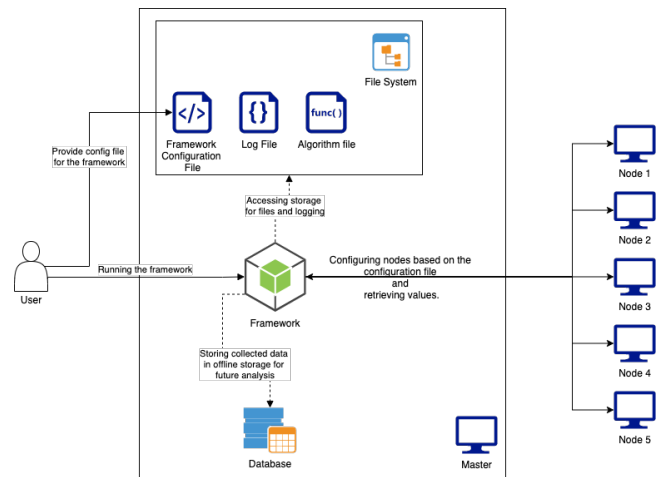 File System
</>
{}
func( )
Framework
Configuration
File
Log File
Algorithm file
Provide config file
for the framework
Accessing storage
for files and logging
Node 1
Node 2
Node 3
Node 4
Node 5
User
Running the framework
Configuring nodes based on the
configuration file
and
retrieving values.
Framework
Storing collected data
in offline storage for
future analysis
Database
Master